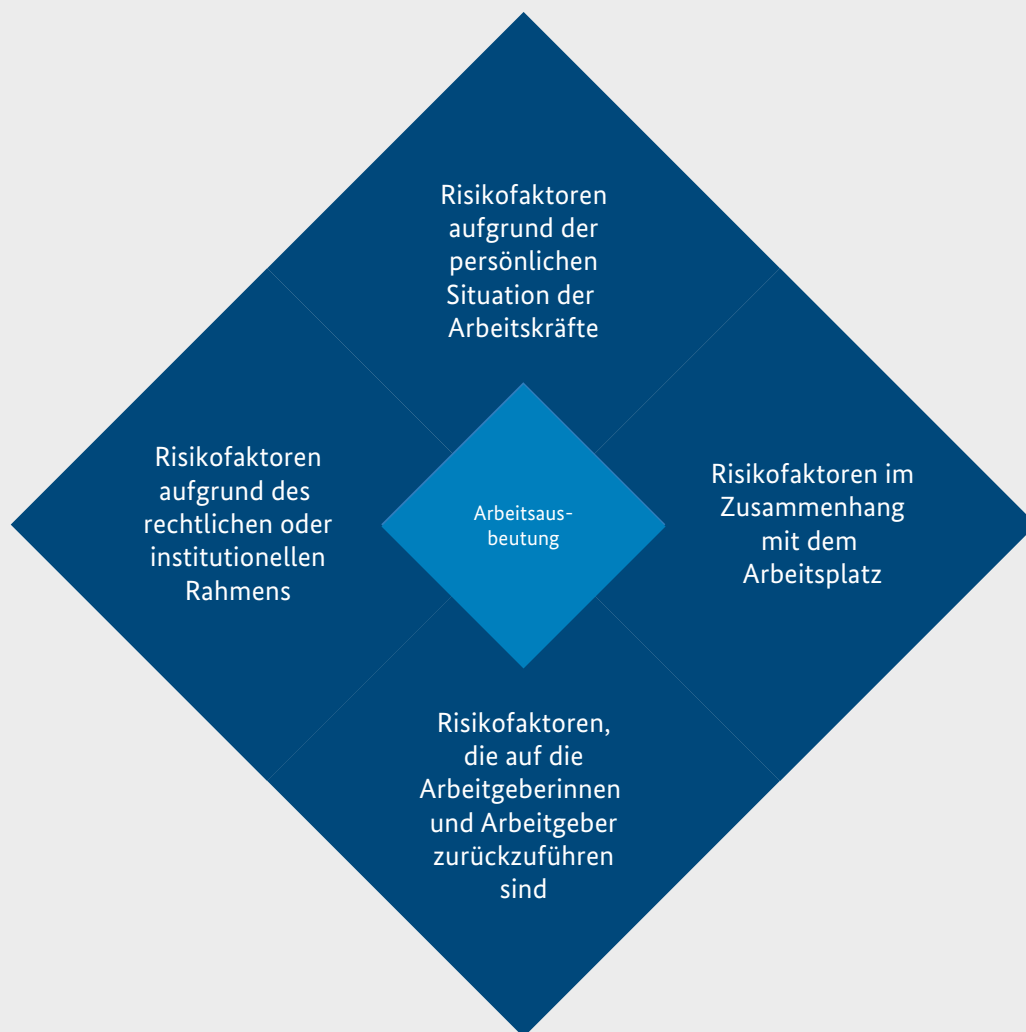 Risikofaktoren
aufgrund der
persönlichen
Situation der
Arbeitskräfte
Risikofaktoren
aufgrund des
rechtlichen oder
institutionellen
Rahmens
Arbeitsaus-
beutung
Risikofaktoren im
Zusammenhang
mit dem
Arbeitsplatz
Risikofaktoren,
die auf die
Arbeitgeberinnen
und Arbeitgeber
zurückzuführen
sind